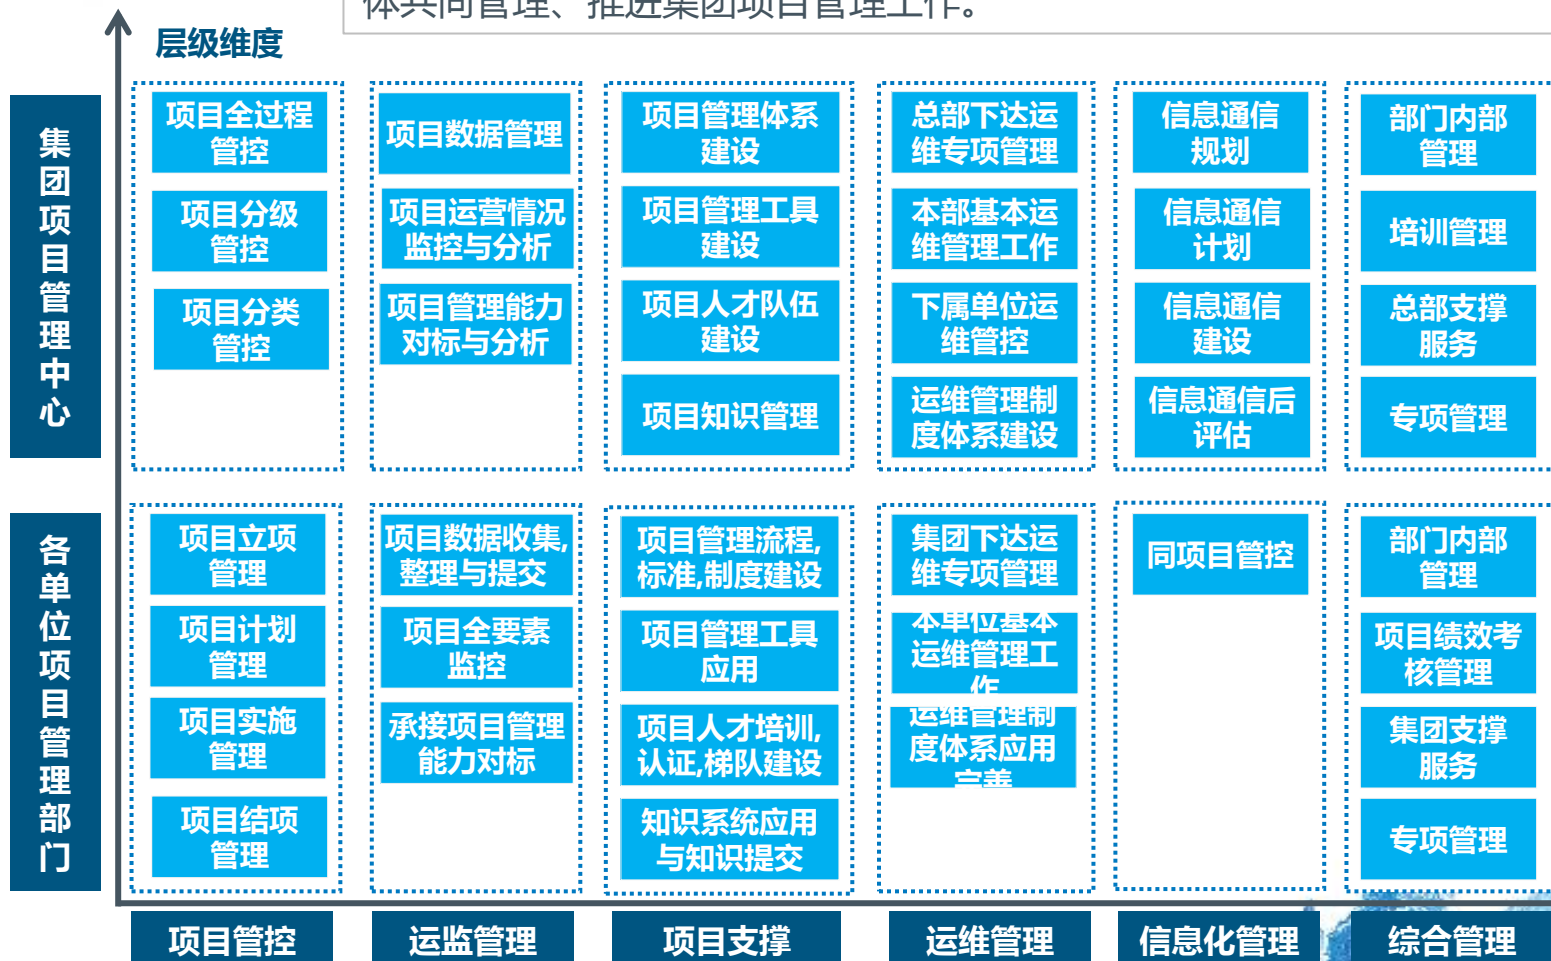 体共同管理、推进集团项目管理工作。
层级维度
集
团
项
目
管
理
中
心
项目全过程
管控
项目分级
管控
项目分类
管控
项目数据管理
项目运营情况
监控与分析
项目管理能力
对标与分析
项目管理体系
建设
项目管理工具
建设
项目人才队伍
建设
项目知识管理
总部下达运
维专项管理
本部基本运
维管理工作
下属单位运
维管控
运维管理制
度体系建设
信息通信
规划
信息通信
计划
信息通信
建设
信息通信后
评估
部门内部
管理
培训管理
总部支撑
服务
专项管理
各
单
位
项
目
管
理
部
门
项目立项
管理
项目计划
管理
项目实施
管理
项目结项
管理
项目数据收集,
整理与提交
项目全要素
监控
承接项目管理
能力对标
项目管理流程,
标准,制度建设
项目管理工具
应用
项目人才培训,
认证,梯队建设
知识系统应用
与知识提交
集团下达运
维专项管理
本单位基本
运维管理工
作
运维管理制
度体系应用
完善
同项目管控
部门内部
管理
项目绩效考
核管理
集团支撑
服务
专项管理
项目管控
运监管理
项目支撑
运维管理
信息化管理
综合管理